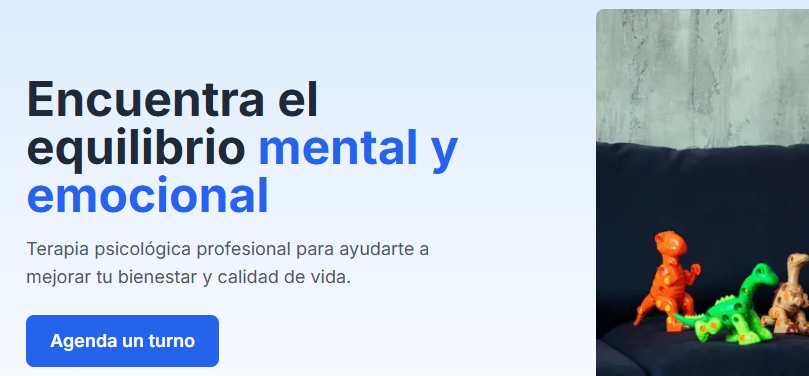 Encuentra el
equilibrio mental y
emocional
Terapia psicológica profesional para ayudarte a
mejorar tu bienestar y calidad de vida.
Agenda un turno